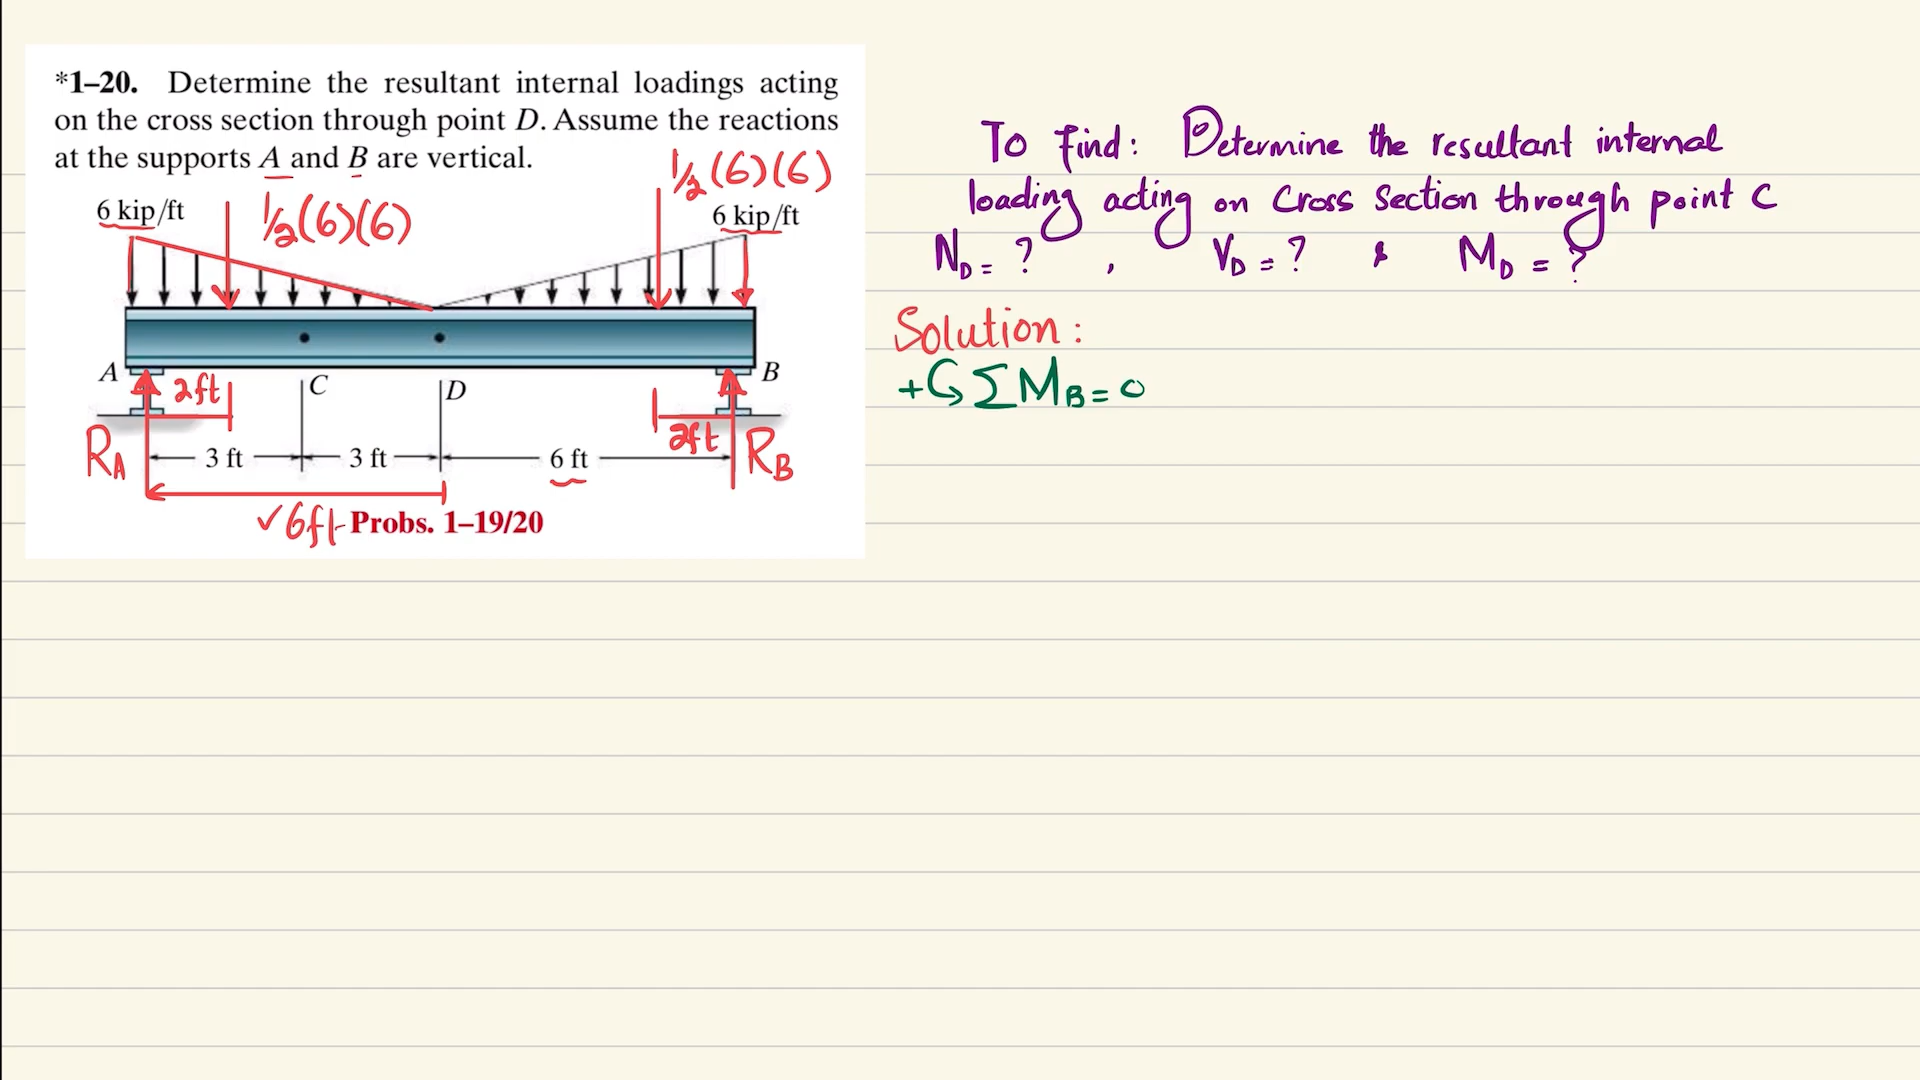 *1–20. Determine the resultant internal loadings acting
on the cross section through point D. Assume the reactions
at the supports A and B are vertical.
½(6)(6)
6 kip/ft
½(6)(6)
6 kip/ft
A
2ft
C
D
B
RA
3 ft
3 ft
6 ft
2ft
RB
✓6ft
Probs. 1–19/20
To find: Determine the resultant internal
loading acting on Cross Section through point C
ND = ? , VD = ? & MD = ?
Solution:
+↺ ΣMB = 0